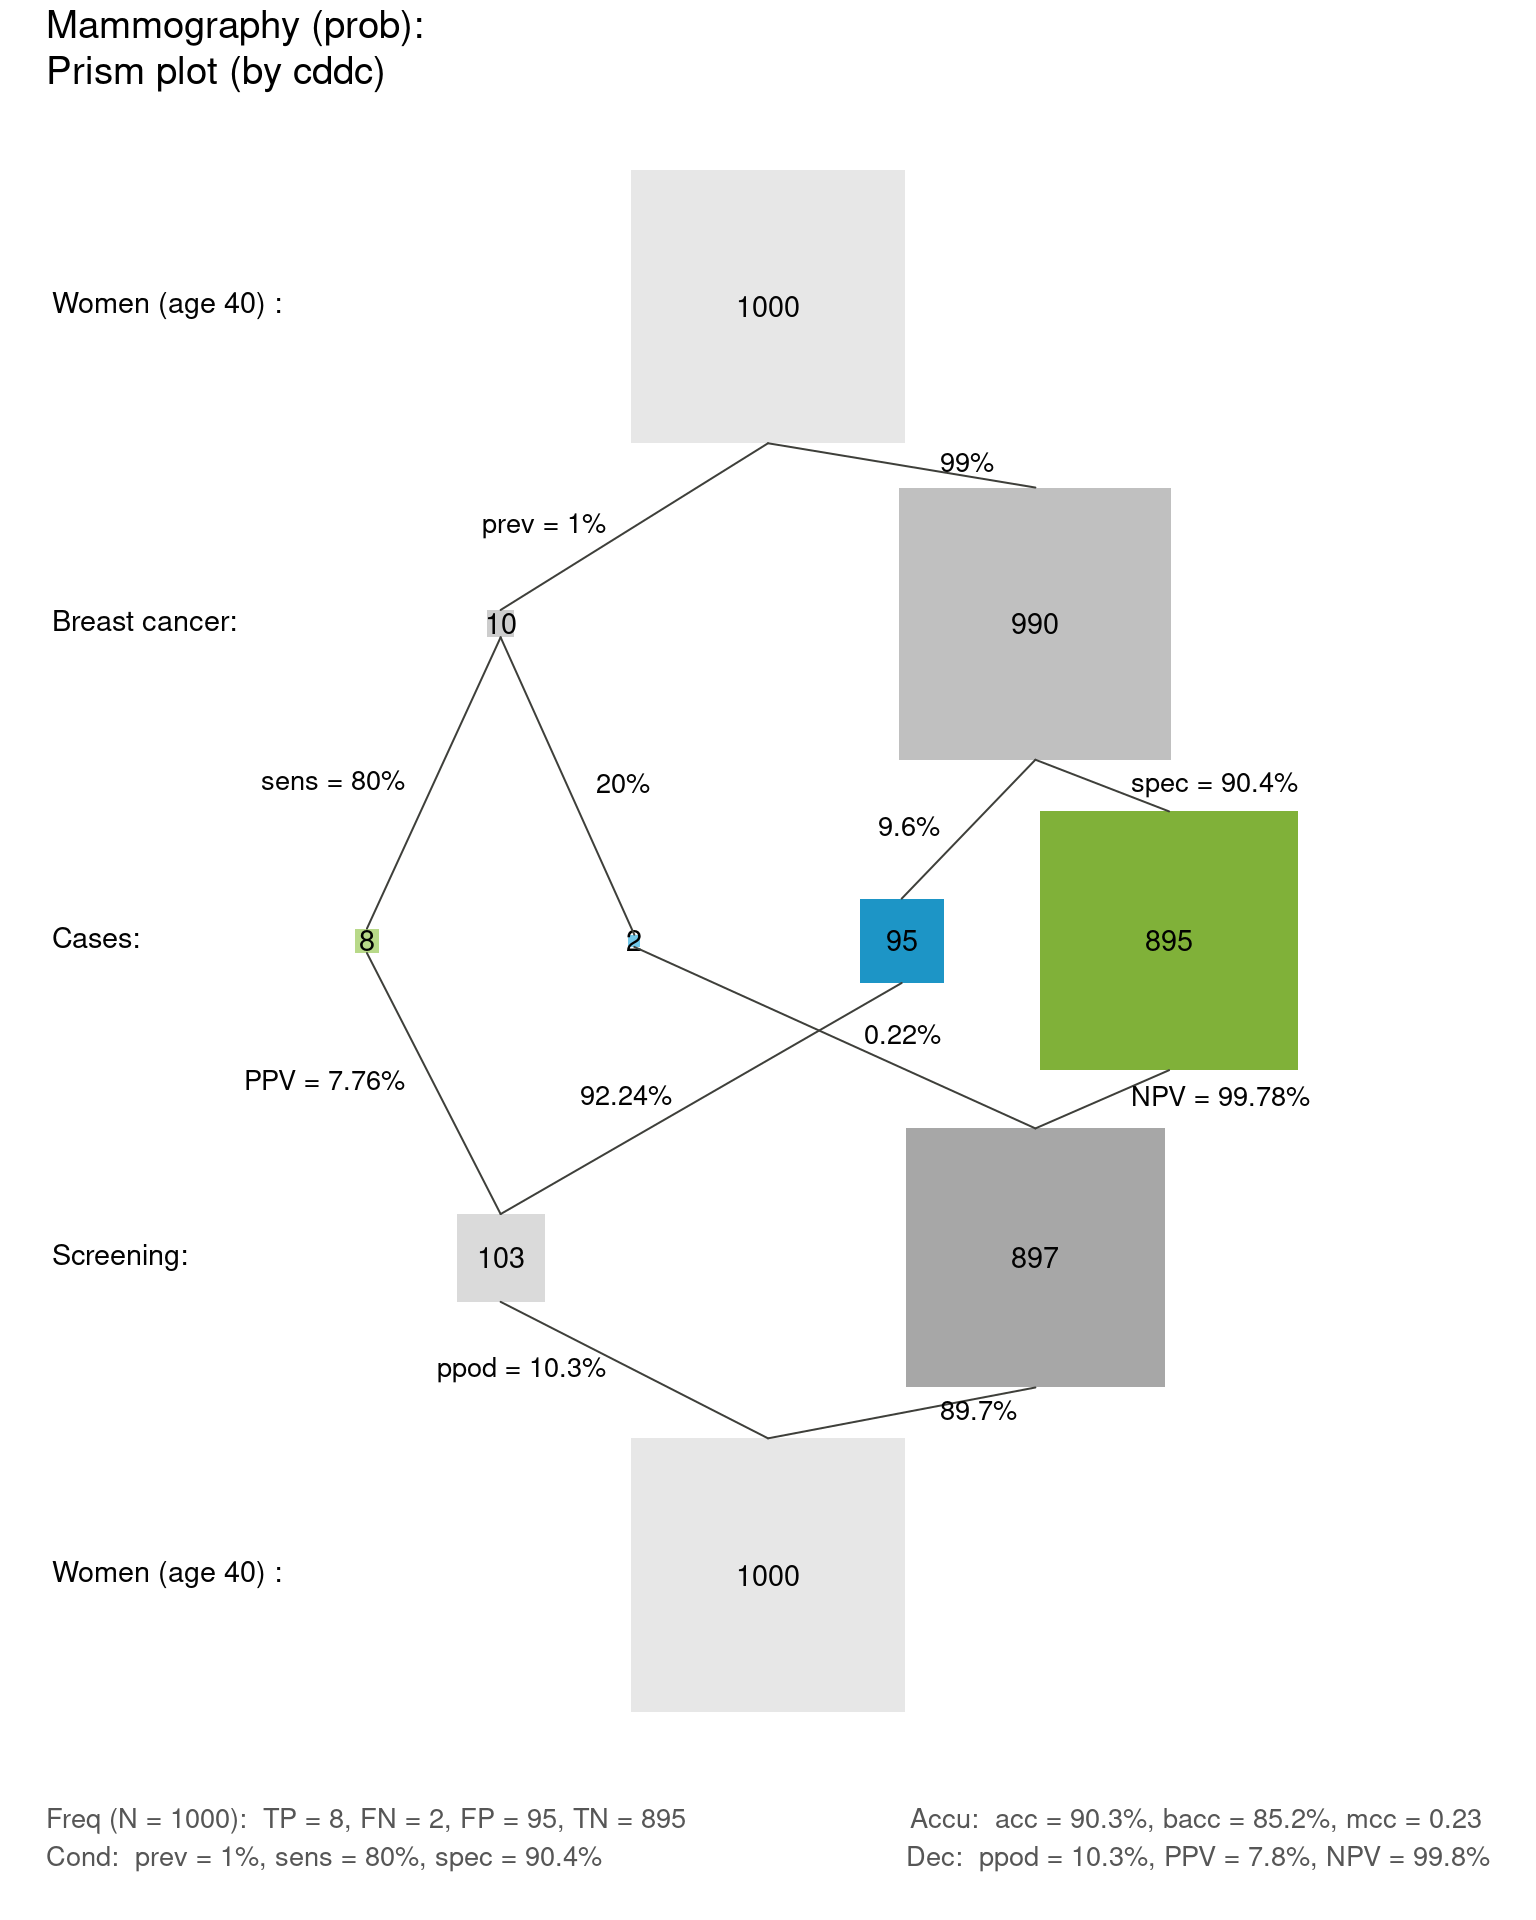 Mammography (prob):
Prism plot (by cddc)
Women (age 40) :
1000
99%
prev = 1%
Breast cancer:
10
990
sens = 80%
20%
spec = 90.4%
9.6%
Cases:
8
2
95
895
0.22%
PPV = 7.76%
92.24%
NPV = 99.78%
Screening:
103
897
ppod = 10.3%
89.7%
Women (age 40) :
1000
Freq (N = 1000):  TP = 8, FN = 2, FP = 95, TN = 895
Cond:  prev = 1%, sens = 80%, spec = 90.4%
Accu:  acc = 90.3%, bacc = 85.2%, mcc = 0.23
Dec:  ppod = 10.3%, PPV = 7.8%, NPV = 99.8%